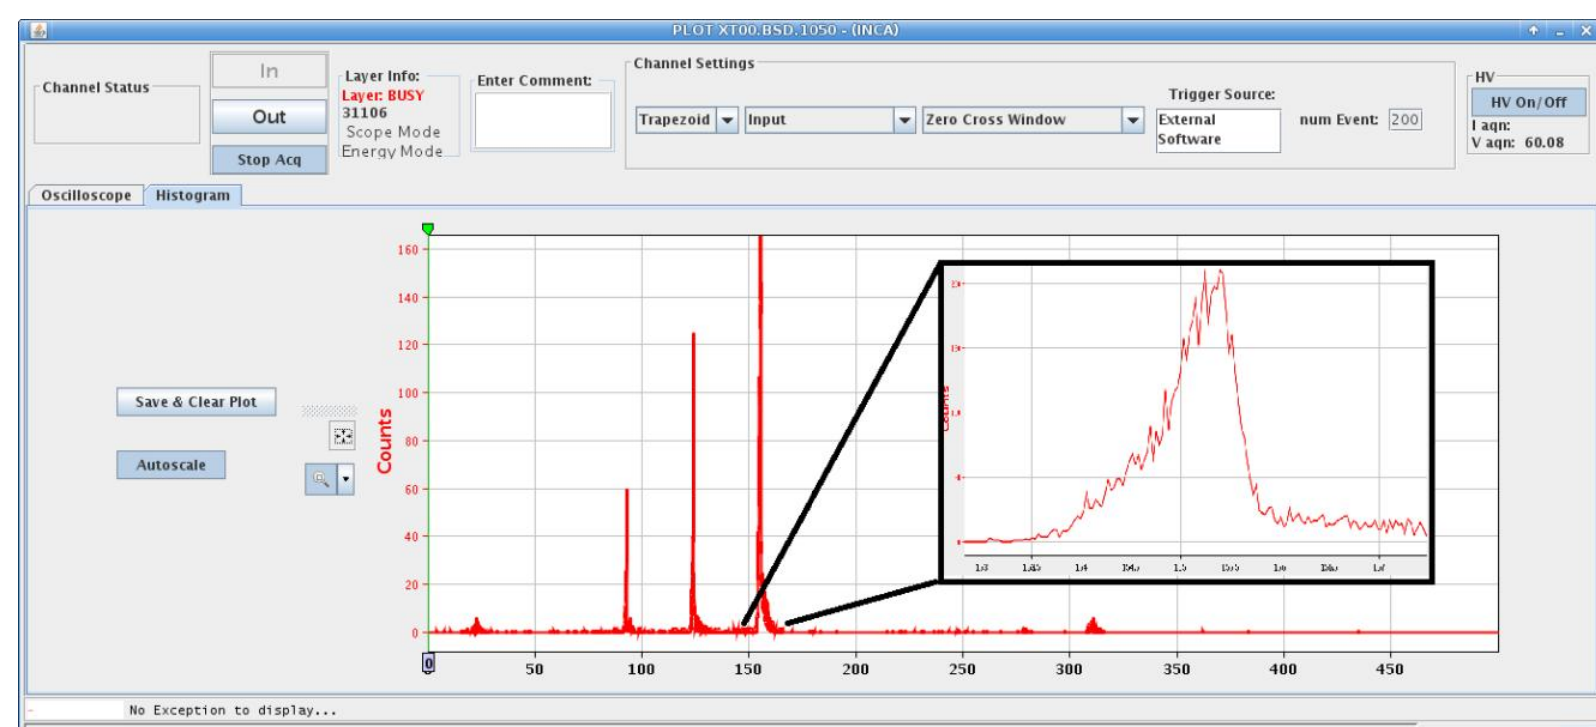 PLOT XT00.BSD.1050 - (INCA)
Channel Status
In
Out
Stop Acq
Layer Info:
Layer: BUSY
31106
Scope Mode
Energy Mode
Enter Comment:
Channel Settings
Trapezoid
Input
Zero Cross Window
Trigger Source:
External
Software
num Event: 200
HV
HV On/Off
I aqn:
V aqn: 60.08
Oscilloscope Histogram
Save & Clear Plot
Autoscale
Counts
160
140
120
100
80
60
40
20
0
Counts
0 50 100 150 200 250 300 350 400 450
- No Exception to display...